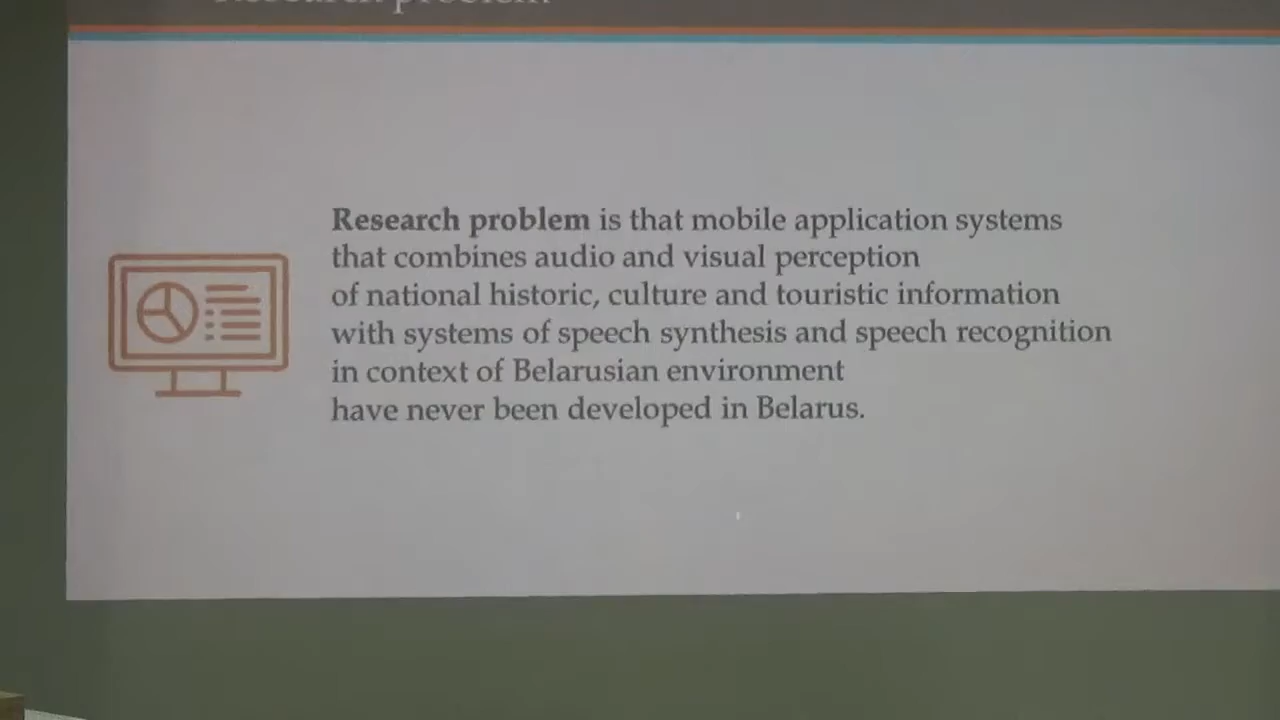 Research problem
Research problem is that mobile application systems
that combines audio and visual perception
of national historic, culture and touristic information
with systems of speech synthesis and speech recognition
in context of Belarusian environment
have never been developed in Belarus.